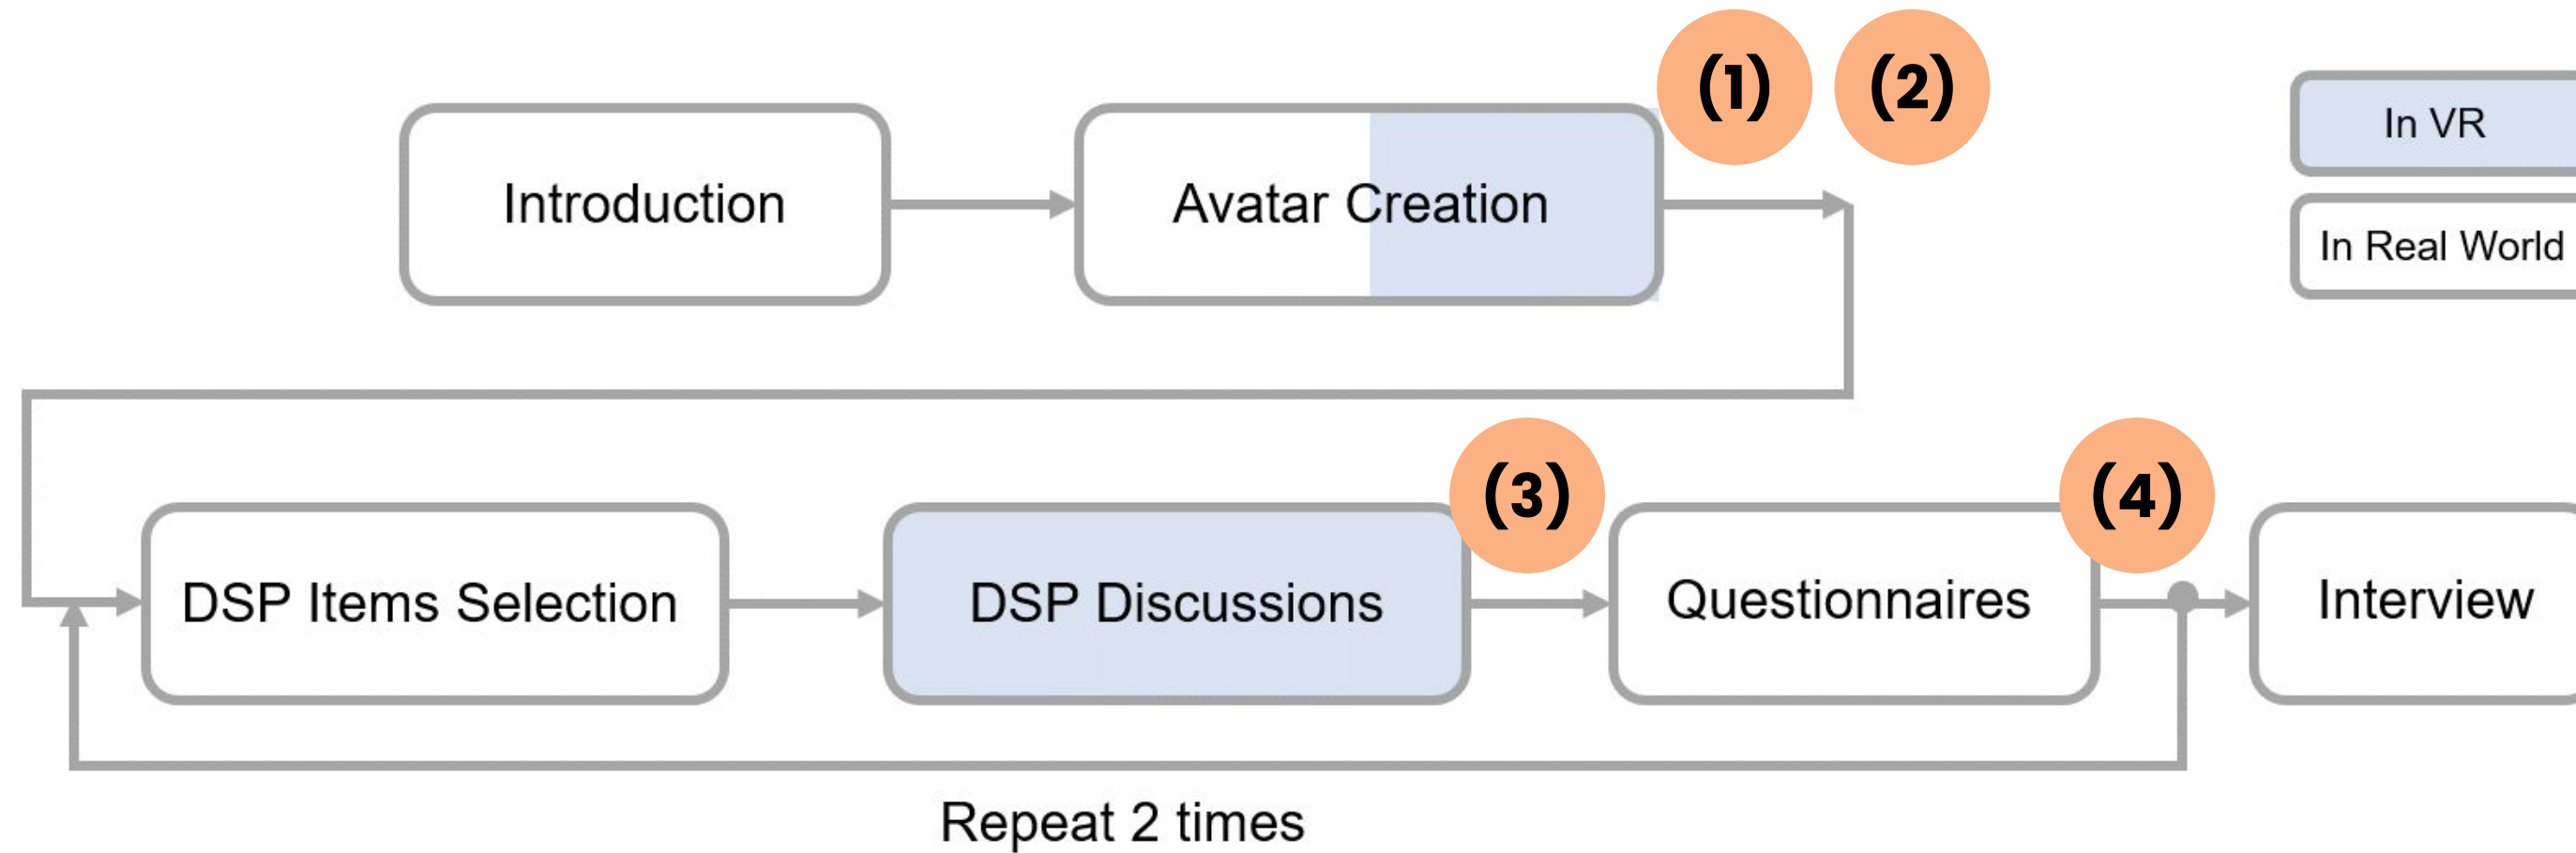 (1)
(2)
In VR
Introduction
Avatar Creation
In Real World
(3)
(4)
DSP Items Selection
DSP Discussions
Questionnaires
Interview
Repeat 2 times